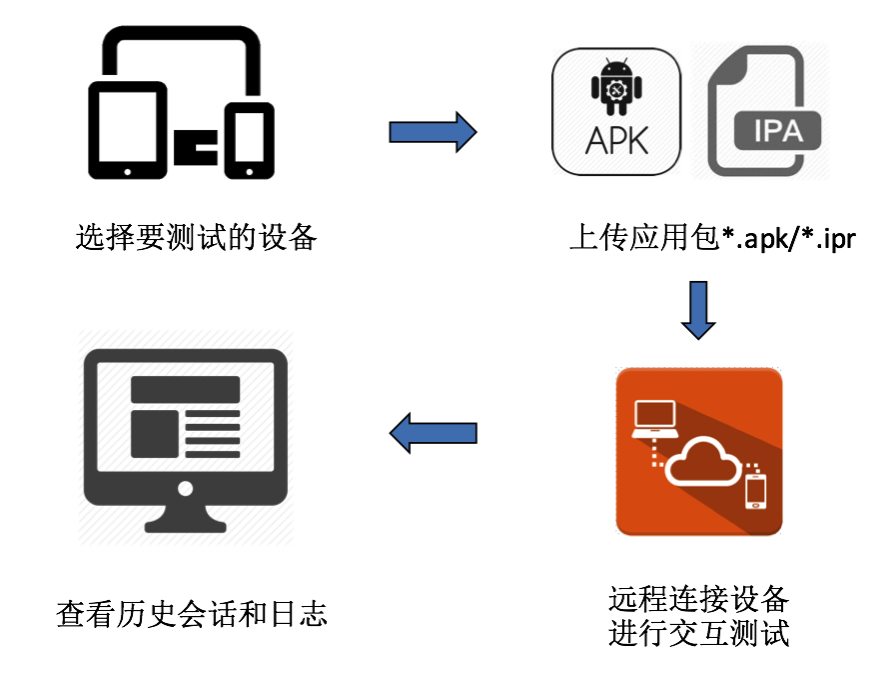 APK
IPA
选择要测试的设备
上传应用包*.apk/*.ipr
远程连接设备
进行交互测试
查看历史会话和日志